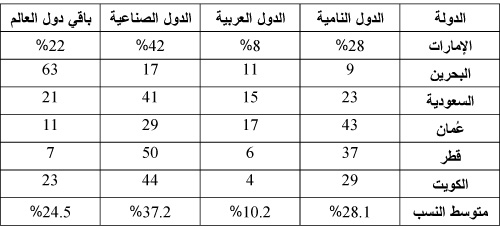 الدولة الدول النامية الدول العربية الدول الصناعية باقي دول العالم
الإمارات %28 %8 %42 %22
البحرين 9 11 17 63
السعودية 23 15 41 21
عُمان 43 17 29 11
قطر 37 6 50 7
الكويت 29 4 44 23
متوسط النسب %28.1 %10.2 %37.2 %24.5